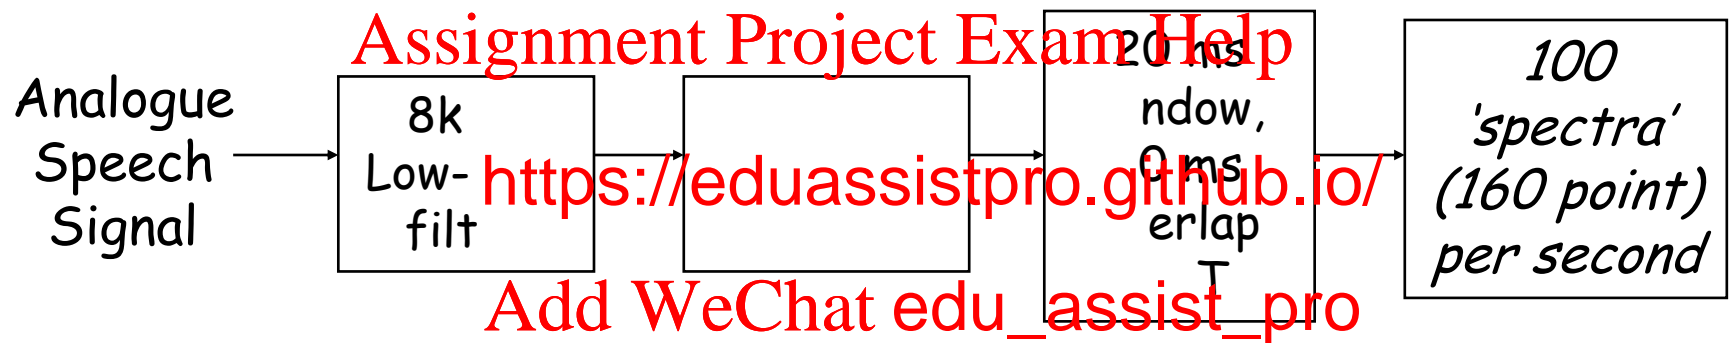 Assignment Project Exam Help
Analogue
Speech
Signal
8k
Low-
filt
20 ms
ndow,
0 ms
erlap
T
100
‘spectra’
(160 point)
per second
https://eduassistpro.github.io/
Add WeChat edu_assist_pro